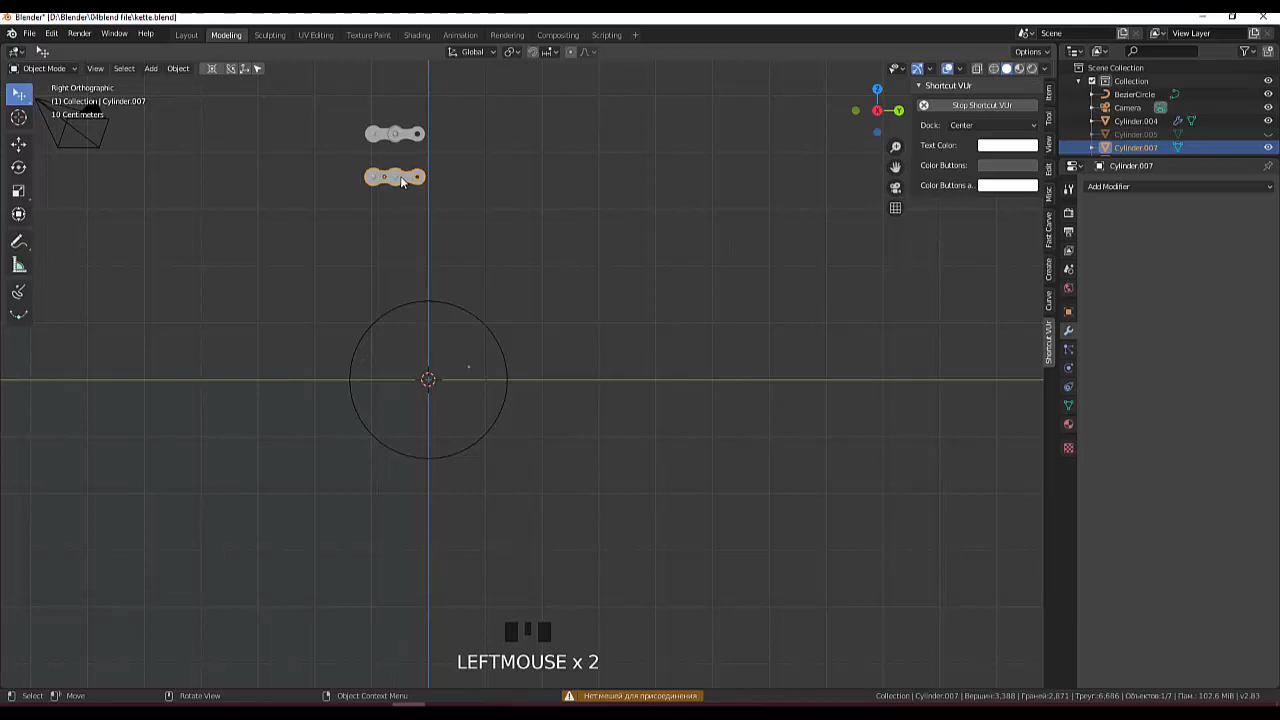 Blender* [D:\Blender\04blend file\kette.blend]
File Edit Render Window Help Layout Modeling Sculpting UV Editing Texture Paint Shading Animation Rendering Compositing Scripting + Scene View Layer
Global Options
Object Mode View Select Add Object
Right Orthographic
(1) Collection | Cylinder.007
10 Centimeters
Z
Y
Shortcut VUr
Stop Shortcut VUr
Dock: Center
Text Color:
Color Buttons:
Color Buttons a..
Item
Tool
View
Edit
Misc
Fast Carve
Create
Curve
Shortcut VUr
Scene Collection
Collection
BezierCircle
Camera
Cylinder.004
Cylinder.005
Cylinder.007
Cylinder.007
Add Modifier
LEFTMOUSE x 2
Select Move Rotate View Object Context Menu Нет мешей для присоединения Collection | Cylinder.007 | Вершин:3,388 | Граней:2,871 | Треуг.:6,686 | Объектов:1/7 | Пам.: 102.6 MiB | v2.83